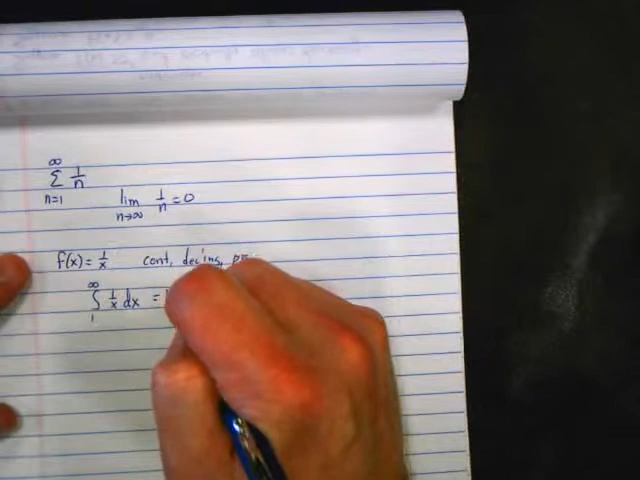 ∞
Σ 1/n
n=1
lim 1/n = 0
n→∞
f(x) = 1/x cont, decing,
∞
∫ 1/x dx =
1